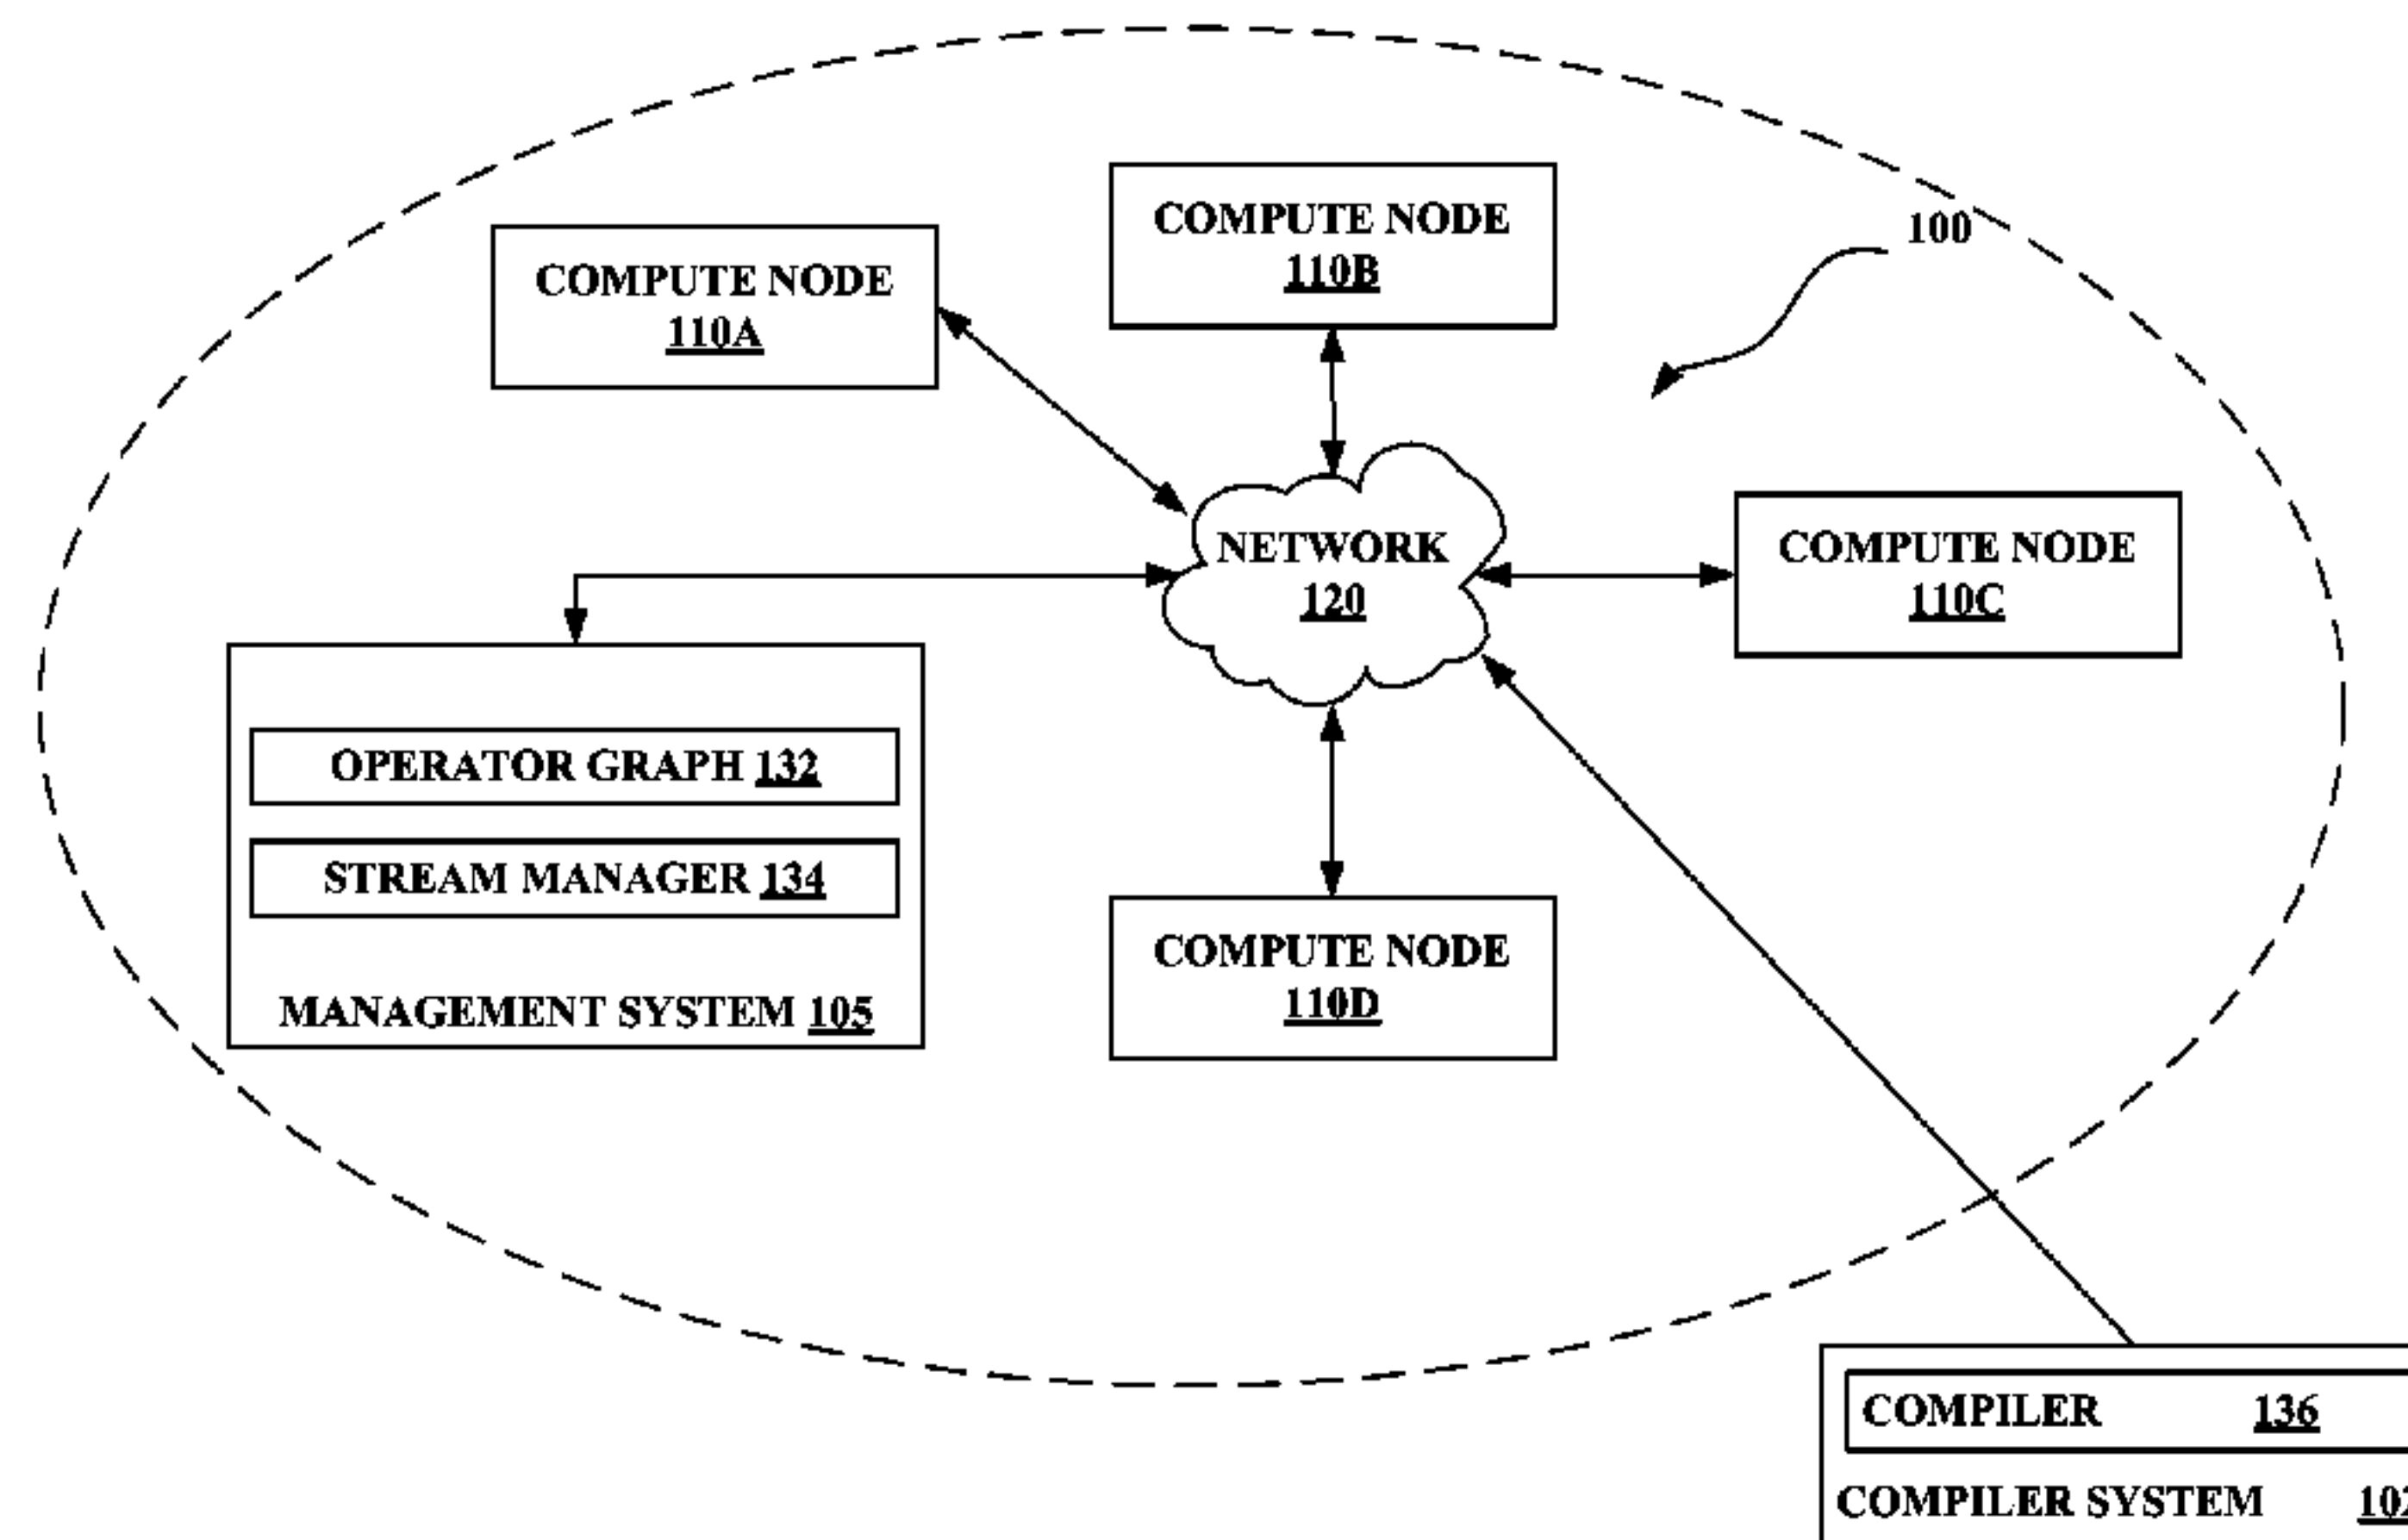 COMPUTE NODE
110B
100
COMPUTE NODE
110A
NETWORK
120
COMPUTE NODE
110C
OPERATOR GRAPH 132
STREAM MANAGER 134
MANAGEMENT SYSTEM 105
COMPUTE NODE
110D
COMPILER 136
COMPILER SYSTEM